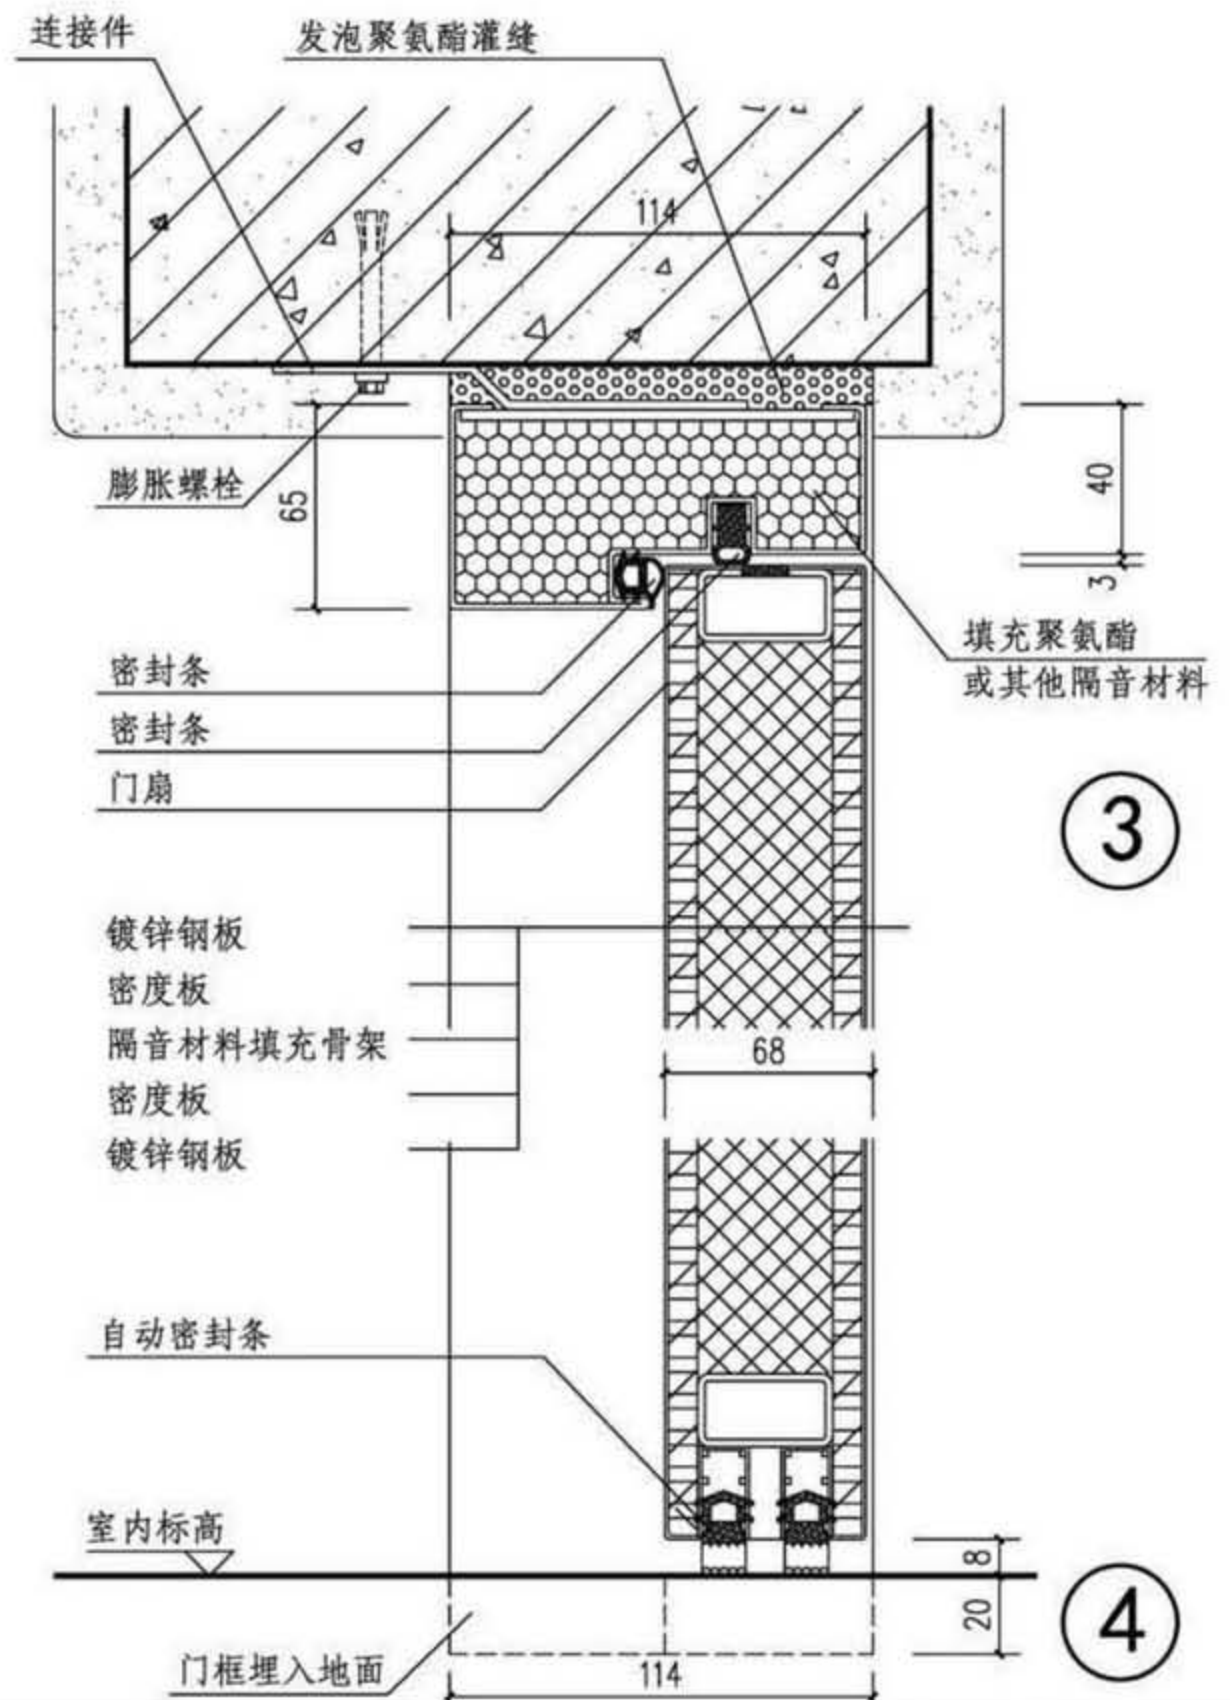 连接件
发泡聚氨酯灌缝
114
膨胀螺栓
65
40
3
填充聚氨酯
或其他隔音材料
密封条
密封条
门扇
3
镀锌钢板
密度板
隔音材料填充骨架
密度板
镀锌钢板
68
自动密封条
室内标高
8
20
4
门框埋入地面
114